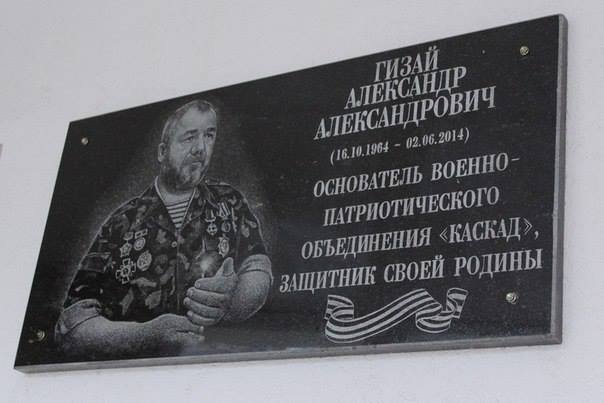 ГИЗАЙ
АЛЕКСАНДР
АЛЕКСАНДРОВИЧ
(16.10.1964 – 02.06.2014)
ОСНОВАТЕЛЬ ВОЕННО-
ПАТРИОТИЧЕСКОГО
ОБЪЕДИНЕНИЯ «КАСКАД»,
ЗАЩИТНИК СВОЕЙ РОДИНЫ